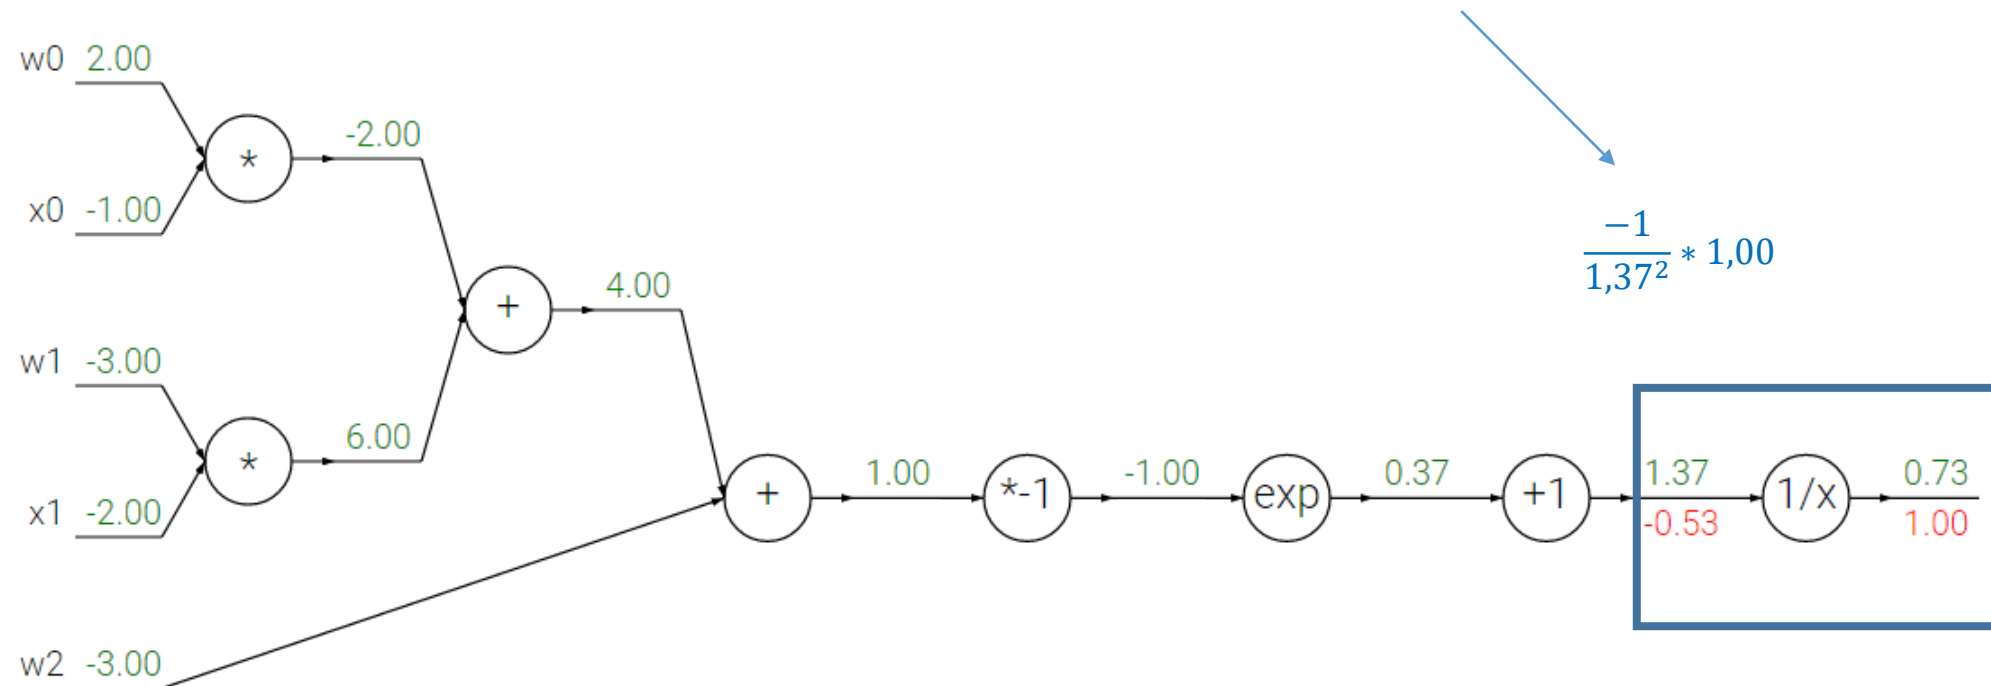 w0 2.00
-2.00
*
x0 -1.00
−1
1,37² * 1,00
4.00
+
w1 -3.00
6.00
*
x1 -2.00
+ 1.00 *-1 -1.00 exp 0.37 +1 1.37 1/x 0.73
-0.53 1.00
w2 -3.00